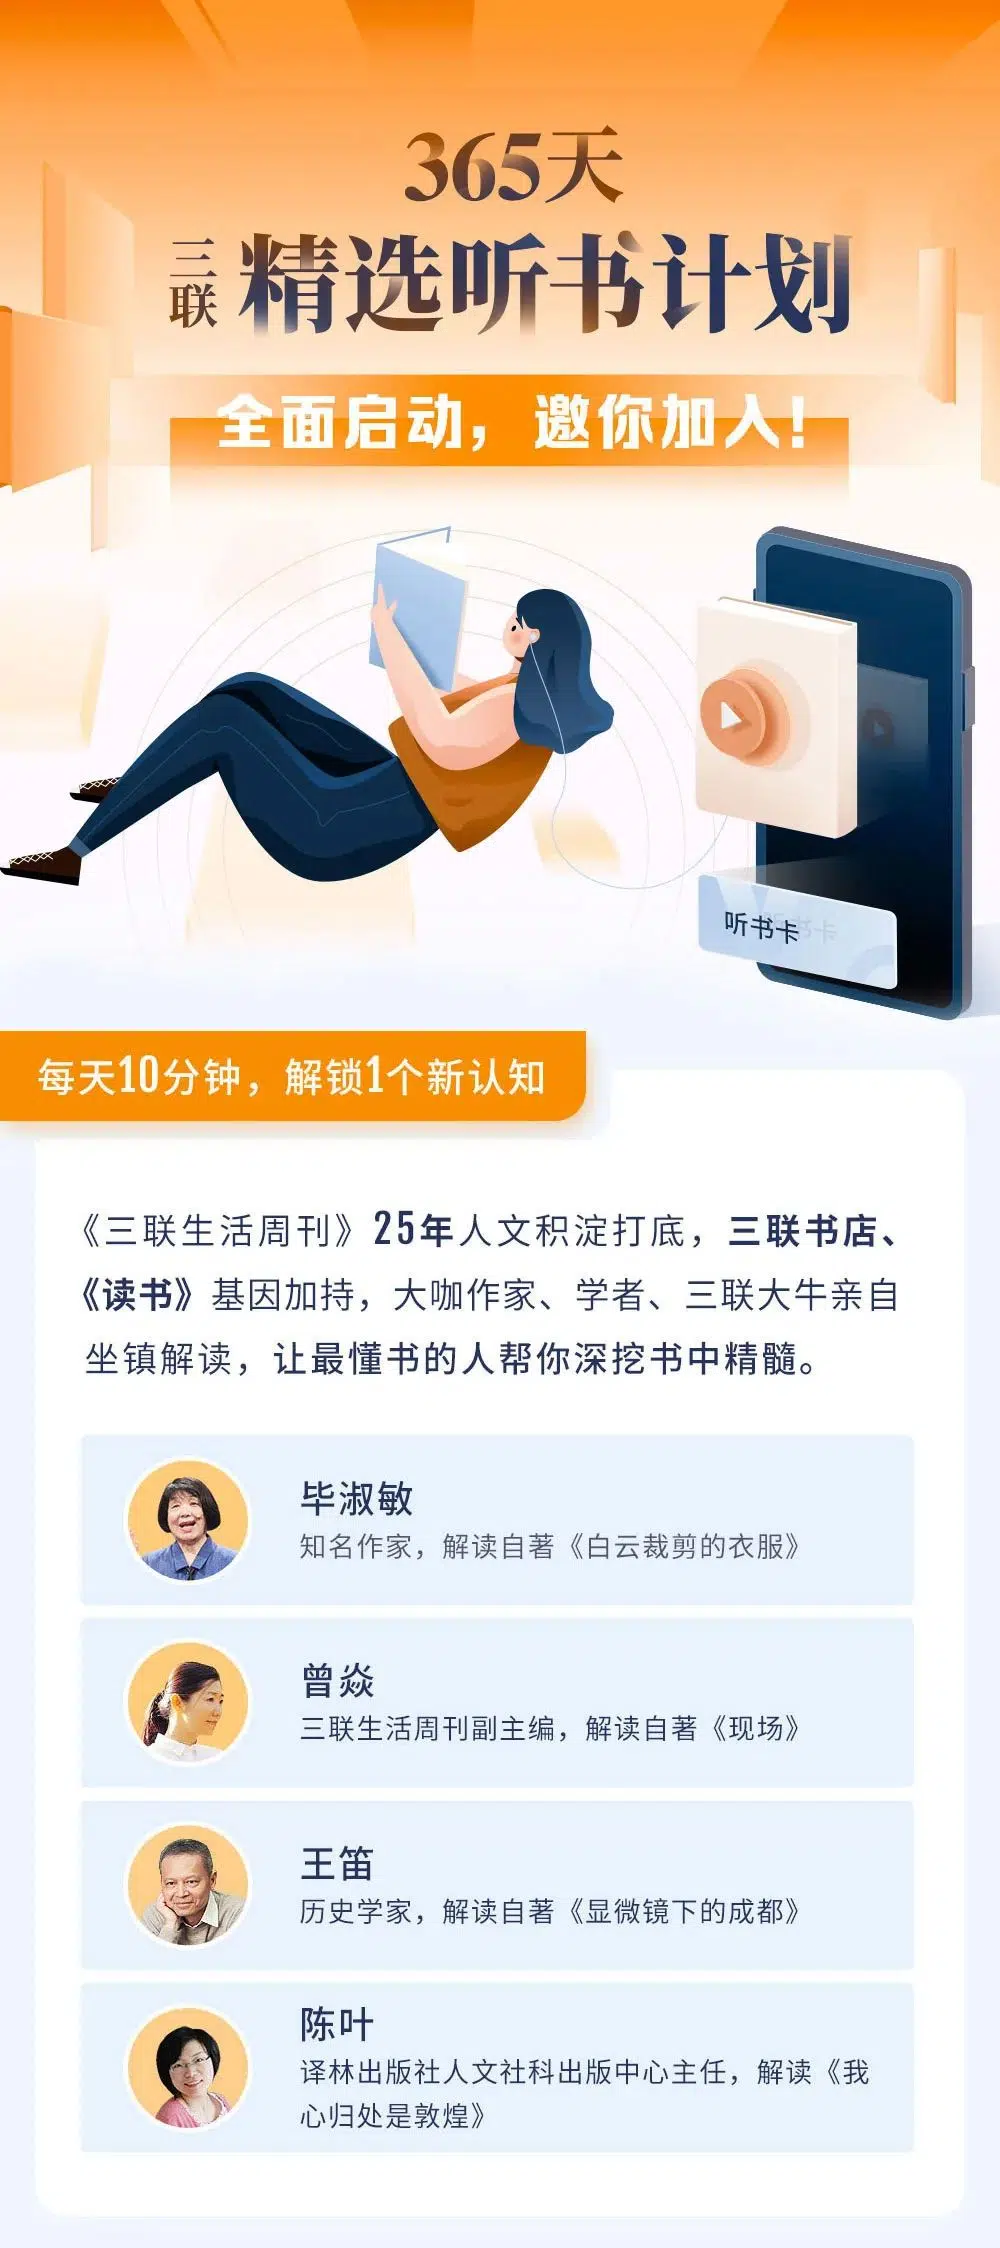 365天
三联 精选听书计划
全面启动，邀你加入！
听书卡
每天10分钟，解锁1个新认知
《三联生活周刊》25年人文积淀打底，三联书店、
《读书》基因加持，大咖作家、学者、三联大牛亲自
坐镇解读，让最懂书的人帮你深挖书中精髓。
毕淑敏
知名作家，解读自著《白云裁剪的衣服》
曾焱
三联生活周刊副主编，解读自著《现场》
王笛
历史学家，解读自著《显微镜下的成都》
陈叶
译林出版社人文社科出版中心主任，解读《我
心归处是敦煌》